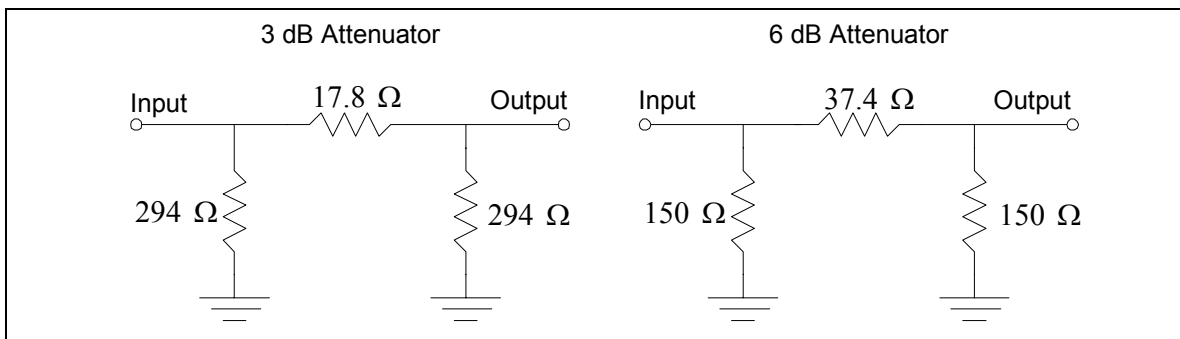 3 dB Attenuator
Input
17.8 Ω
Output
294 Ω
294 Ω
6 dB Attenuator
Input
37.4 Ω
Output
150 Ω
150 Ω